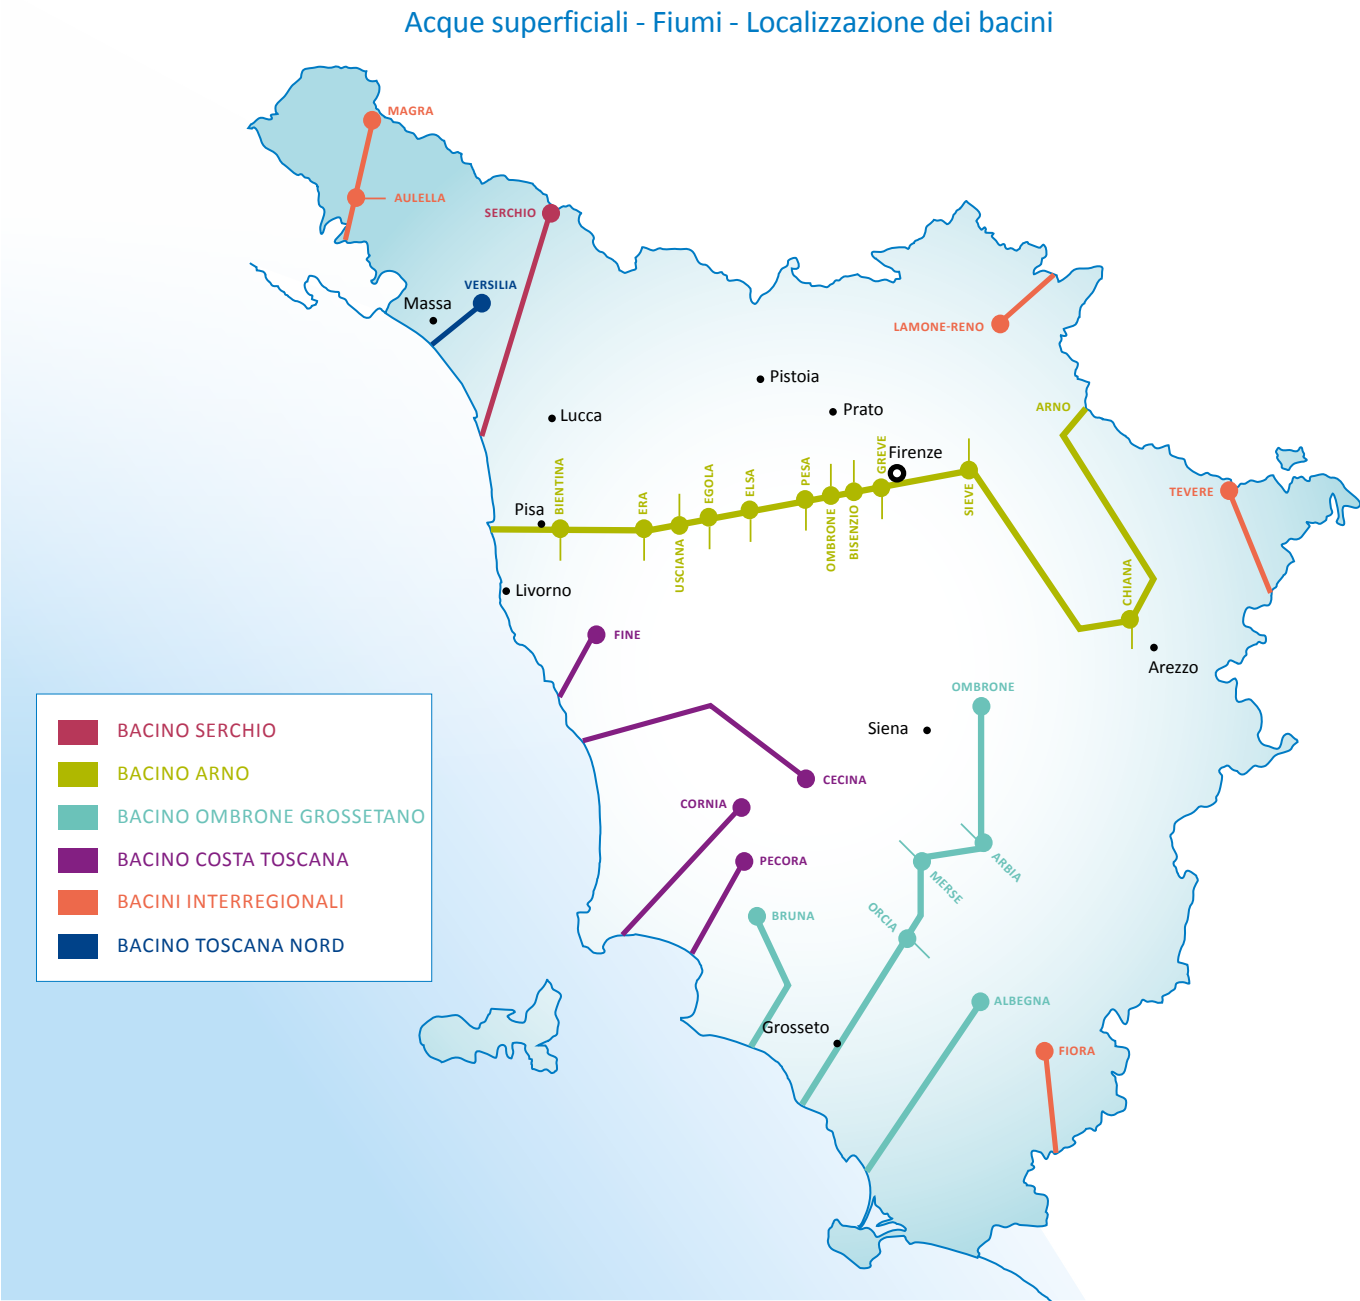 Acque superficiali - Fiumi - Localizzazione dei bacini
MAGRA
AULELLA
SERCHIO
VERSILIA
Massa
LAMONE-RENO
Pistoia
Prato
Lucca
ARNO
Firenze
TEVERE
Pisa
BIENTINA
ERA
USCIANA
EGOLA
ELSA
PESA
OMBRONE
BISENZIO
GREVE
SIEVE
CHIANA
Livorno
FINE
Arezzo
OMBRONE
Siena
CECINA
CORNIA
PECORA
ARBIA
MERSE
ORCIA
BRUNA
ALBEGNA
Grosseto
FIORA
BACINO SERCHIO
BACINO ARNO
BACINO OMBRONE GROSSETANO
BACINO COSTA TOSCANA
BACINI INTERREGIONALI
BACINO TOSCANA NORD